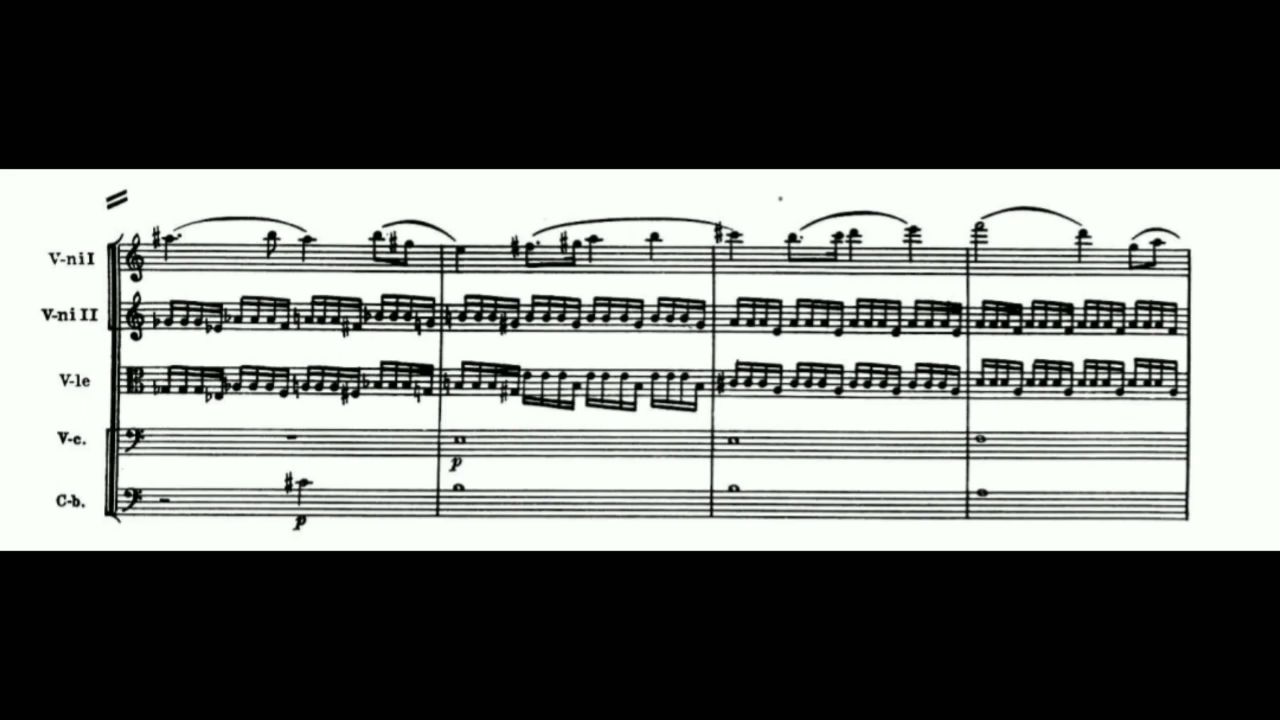 V-ni I
V-ni II
V-le
V-c.
p
C-b.
p